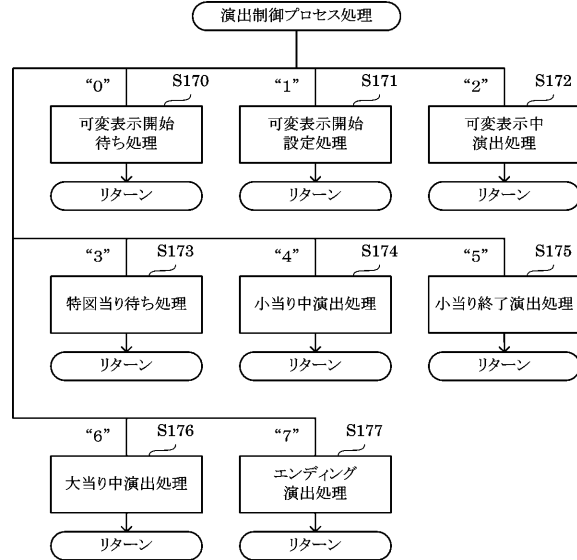 演出制御プロセス処理
“0”
S170
“1”
S171
“2”
S172
可変表示開始
待ち処理
可変表示開始
設定処理
可変表示中
演出処理
リターン
リターン
リターン
“3”
S173
“4”
S174
“5”
S175
特図当り待ち処理
小当り中演出処理
小当り終了演出処理
リターン
リターン
リターン
“6”
S176
“7”
S177
大当り中演出処理
エンディング
演出処理
リターン
リターン